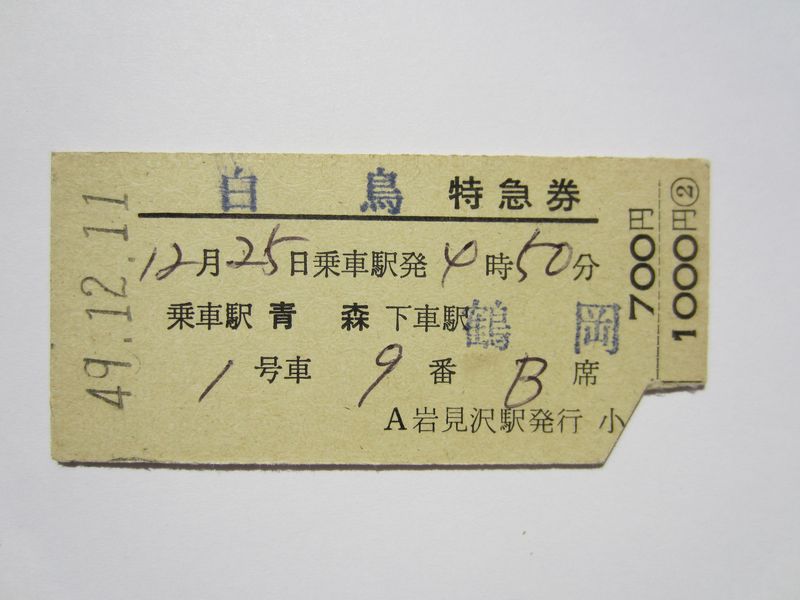 白鳥 特急券
12月25日乗車駅発4時50分
乗車駅 青森 下車駅 鶴岡
1号車 9番 B席
A岩見沢駅発行 小
49.12.11
700円
1000円②